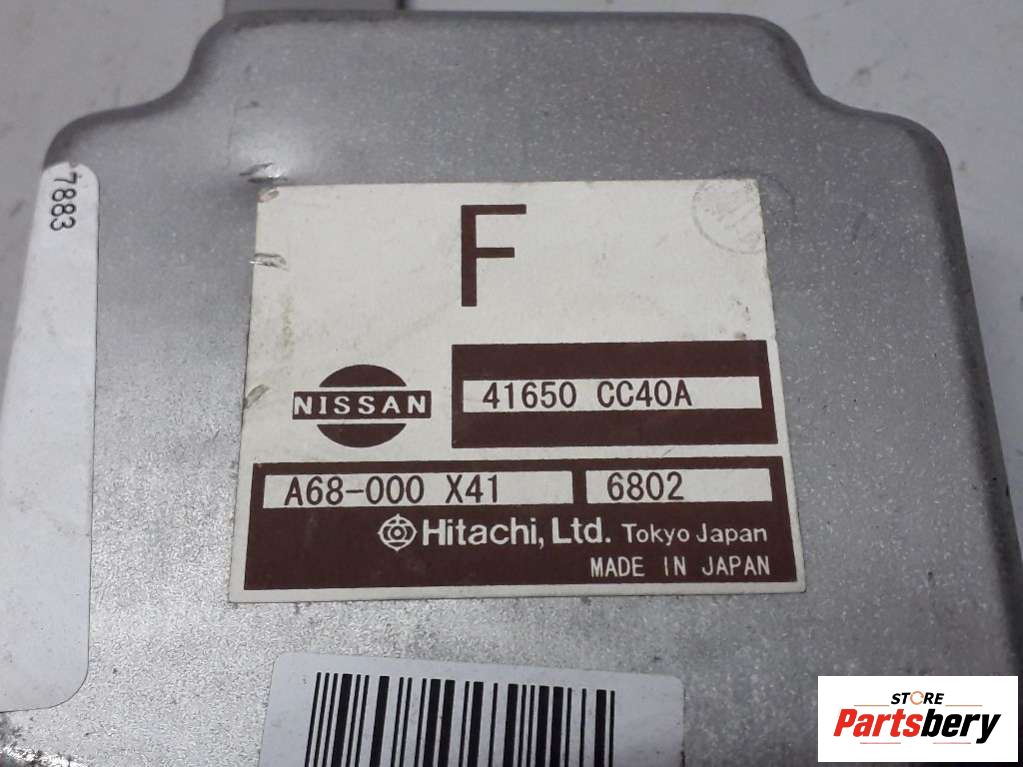 7883
F
NISSAN
41650 CC40A
A68-000 X41
6802
Hitachi, Ltd. Tokyo Japan
MADE IN JAPAN
STORE
Partsbery